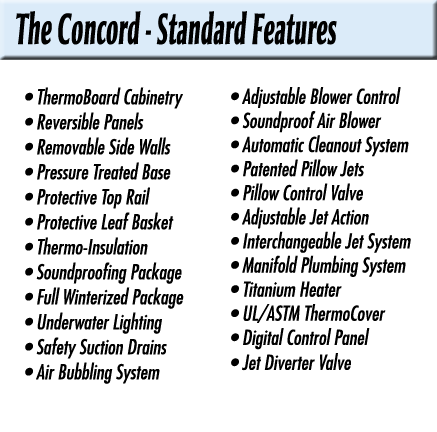 The Concord - Standard Features
• ThermoBoard Cabinetry
• Reversible Panels
• Removable Side Walls
• Pressure Treated Base
• Protective Top Rail
• Protective Leaf Basket
• Thermo-Insulation
• Soundproofing Package
• Full Winterized Package
• Underwater Lighting
• Safety Suction Drains
• Air Bubbling System
• Adjustable Blower Control
• Soundproof Air Blower
• Automatic Cleanout System
• Patented Pillow Jets
• Pillow Control Valve
• Adjustable Jet Action
• Interchangeable Jet System
• Manifold Plumbing System
• Titanium Heater
• UL/ASTM ThermoCover
• Digital Control Panel
• Jet Diverter Valve